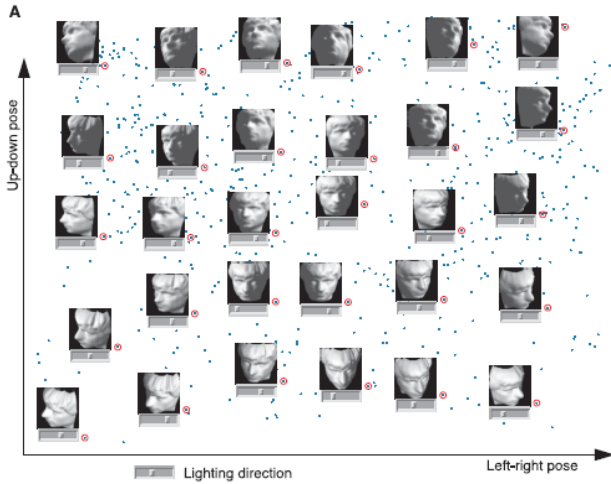 A
Up-down pose
Lighting direction
Left-right pose